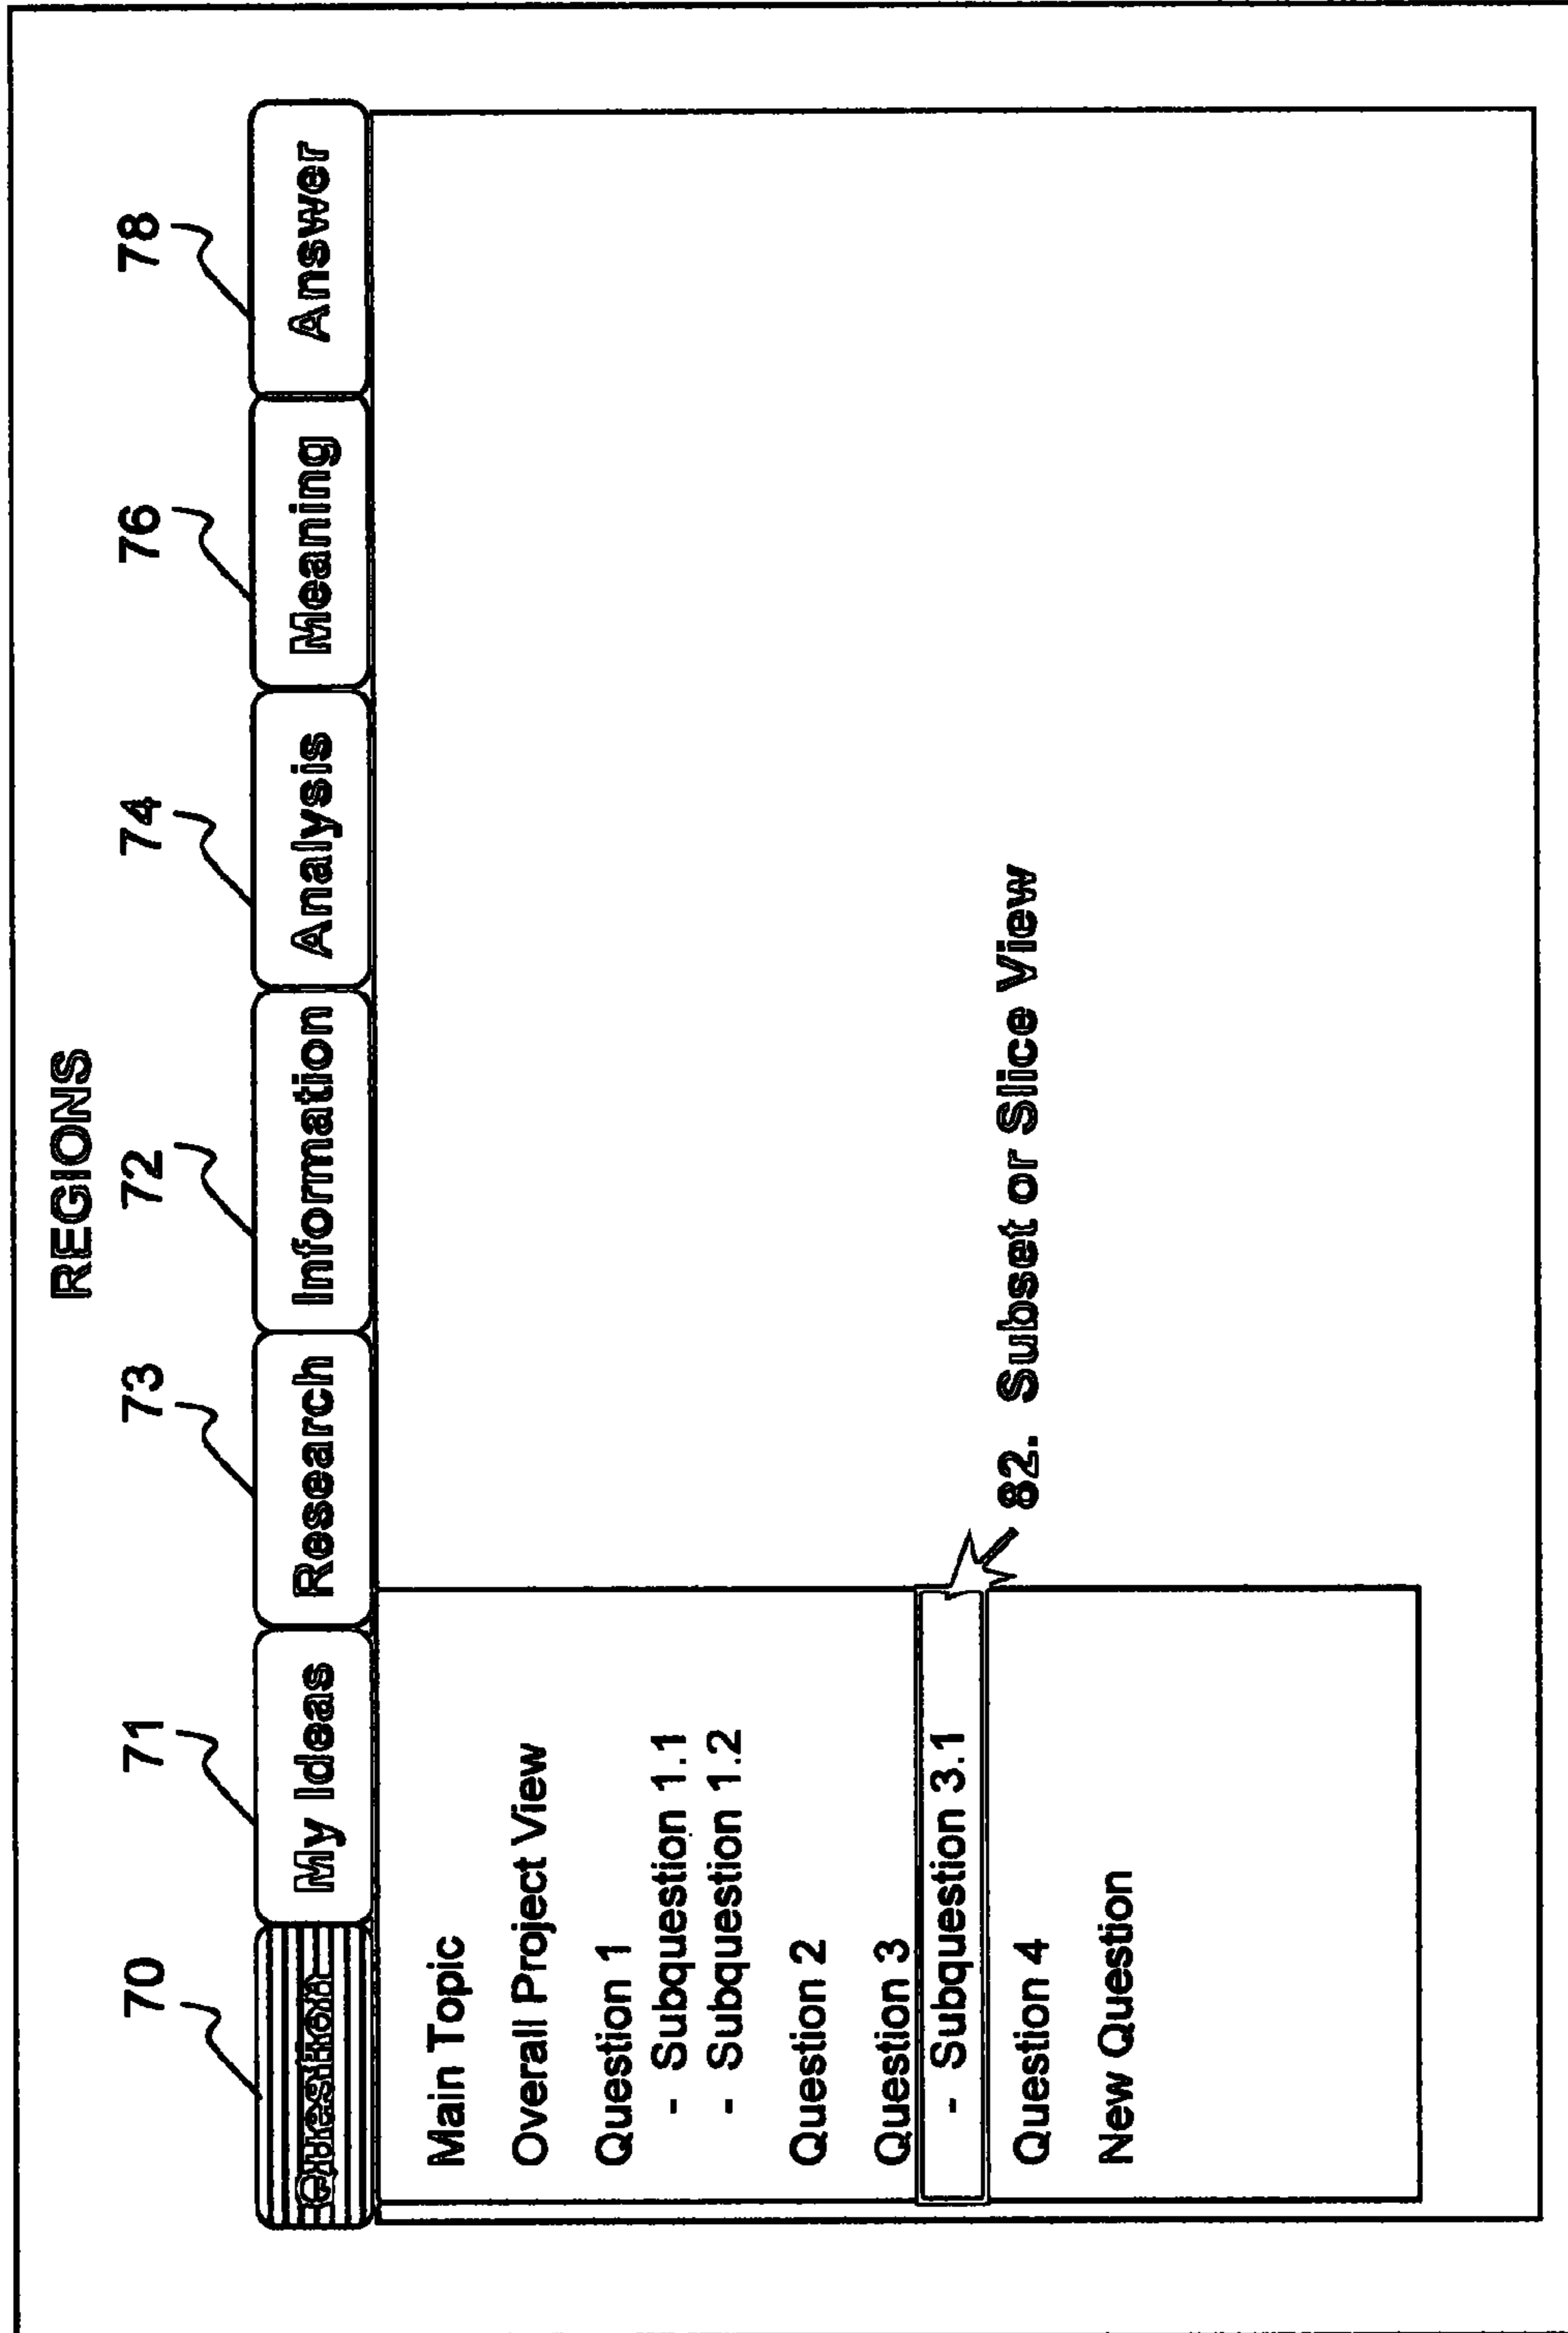 REGIONS
70 71 73 72 74 76 78
Question My Ideas Research Information Analysis Meaning Answer
Main Topic
Overall Project View
Question 1
- Subquestion 1.1
- Subquestion 1.2
Question 2
Question 3
- Subquestion 3.1
82. Subset or Slice View
Question 4
New Question